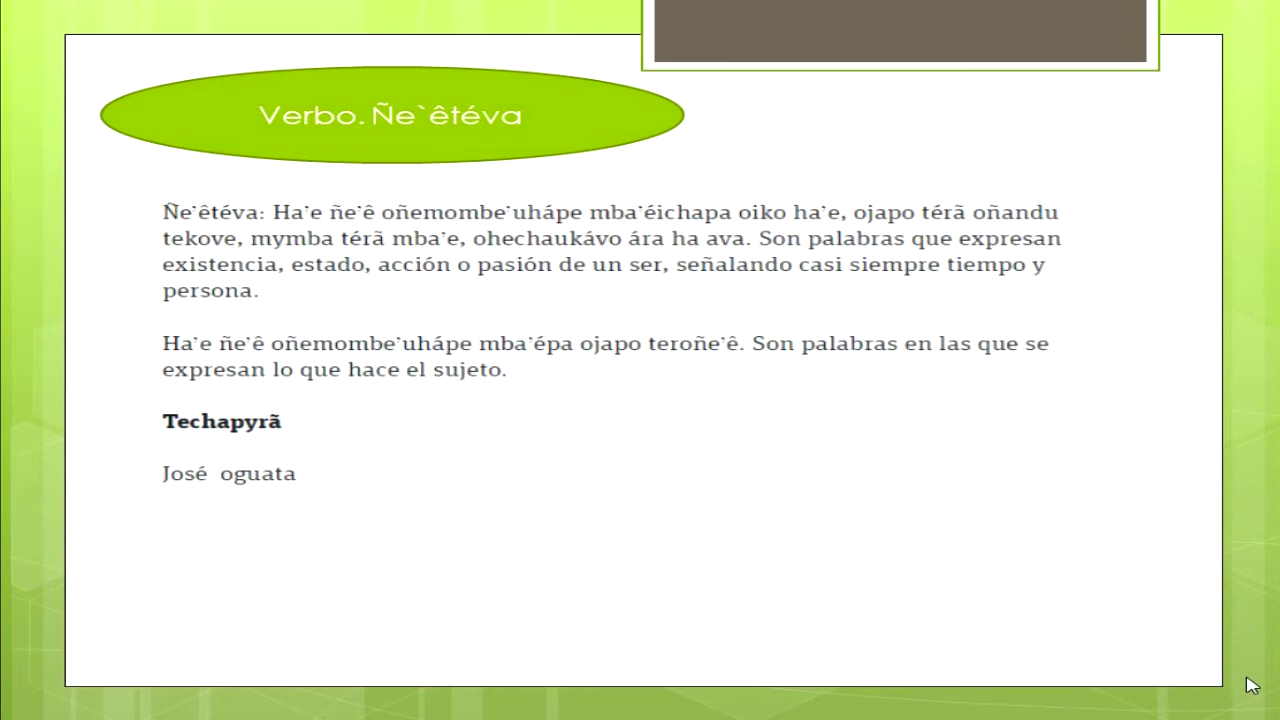 Verbo. Ñe`êtéva
Ñe’êtéva: Ha’e ñe’ê oñemombe’uhápe mba’éichapa oiko ha’e, ojapo térã oñandu
tekove, mymba térã mba’e, ohechaukávo ára ha ava. Son palabras que expresan
existencia, estado, acción o pasión de un ser, señalando casi siempre tiempo y
persona.
Ha’e ñe’ê oñemombe’uhápe mba’épa ojapo teroñe’ê. Son palabras en las que se
expresan lo que hace el sujeto.
Techapyrã
José  oguata